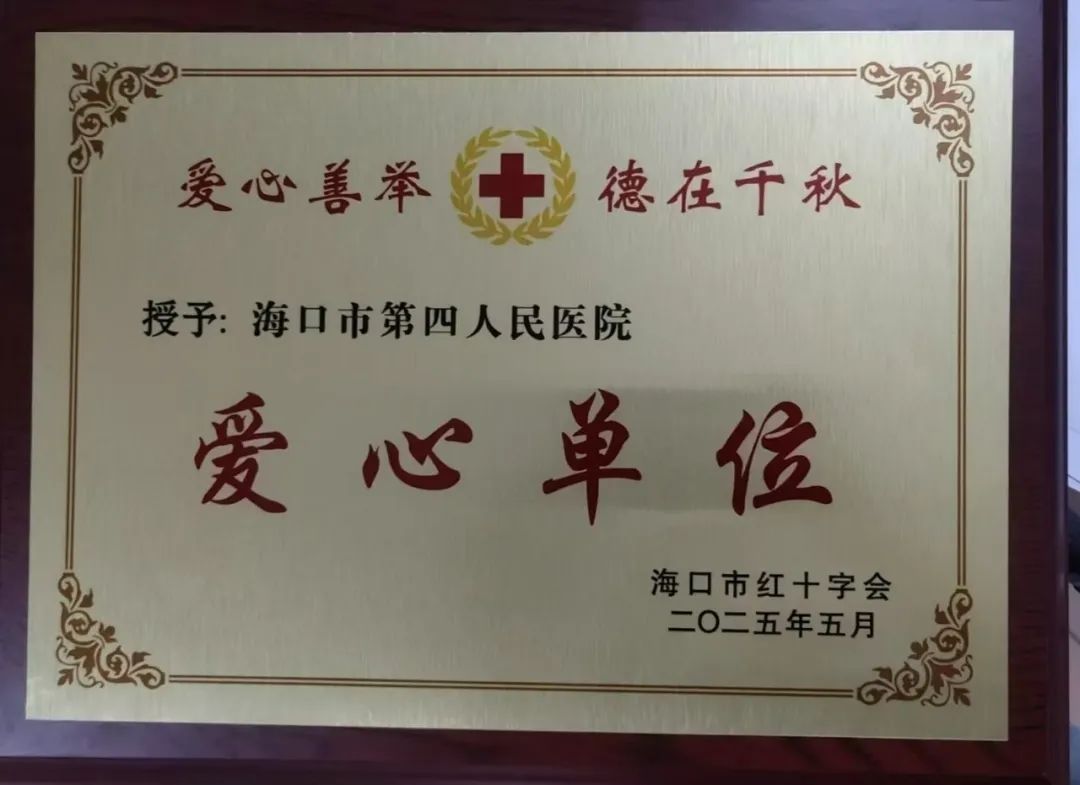 爱心善举 德在千秋
授予: 海口市第四人民医院
爱心单位
海口市红十字会
二〇二五年五月